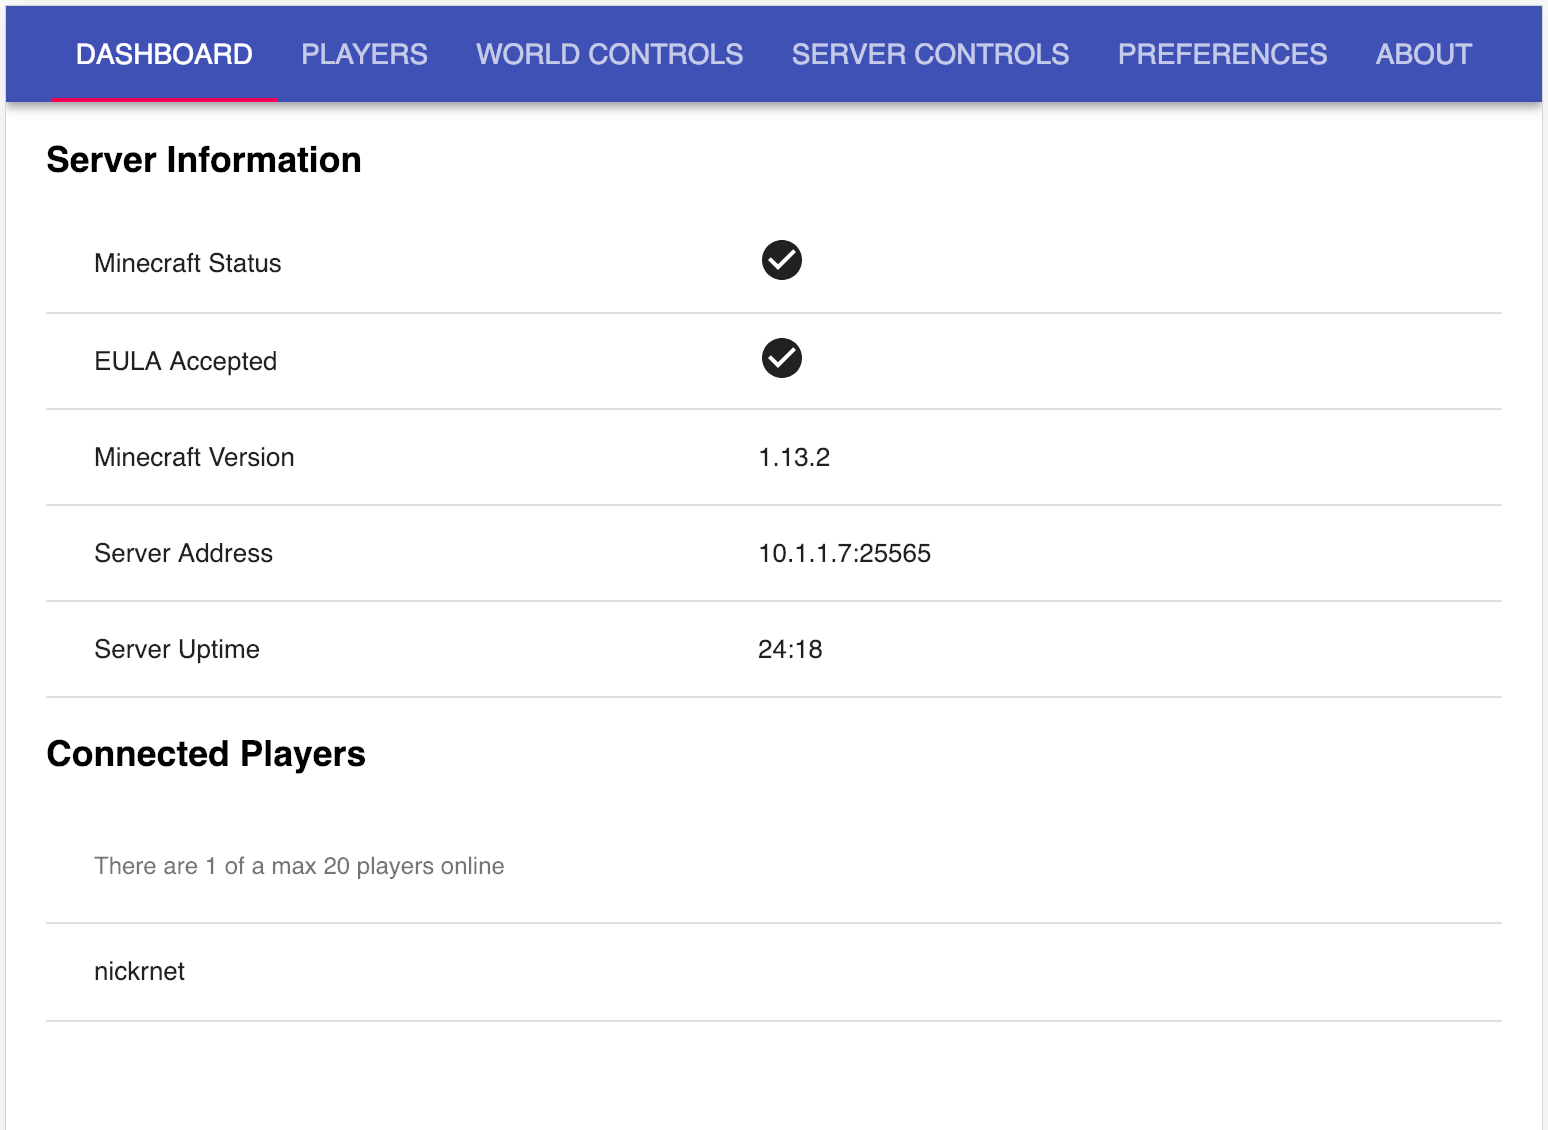 DASHBOARD PLAYERS WORLD CONTROLS SERVER CONTROLS PREFERENCES ABOUT
Server Information
Minecraft Status
EULA Accepted
Minecraft Version 1.13.2
Server Address 10.1.1.7:25565
Server Uptime 24:18
Connected Players
There are 1 of a max 20 players online
nickrnet